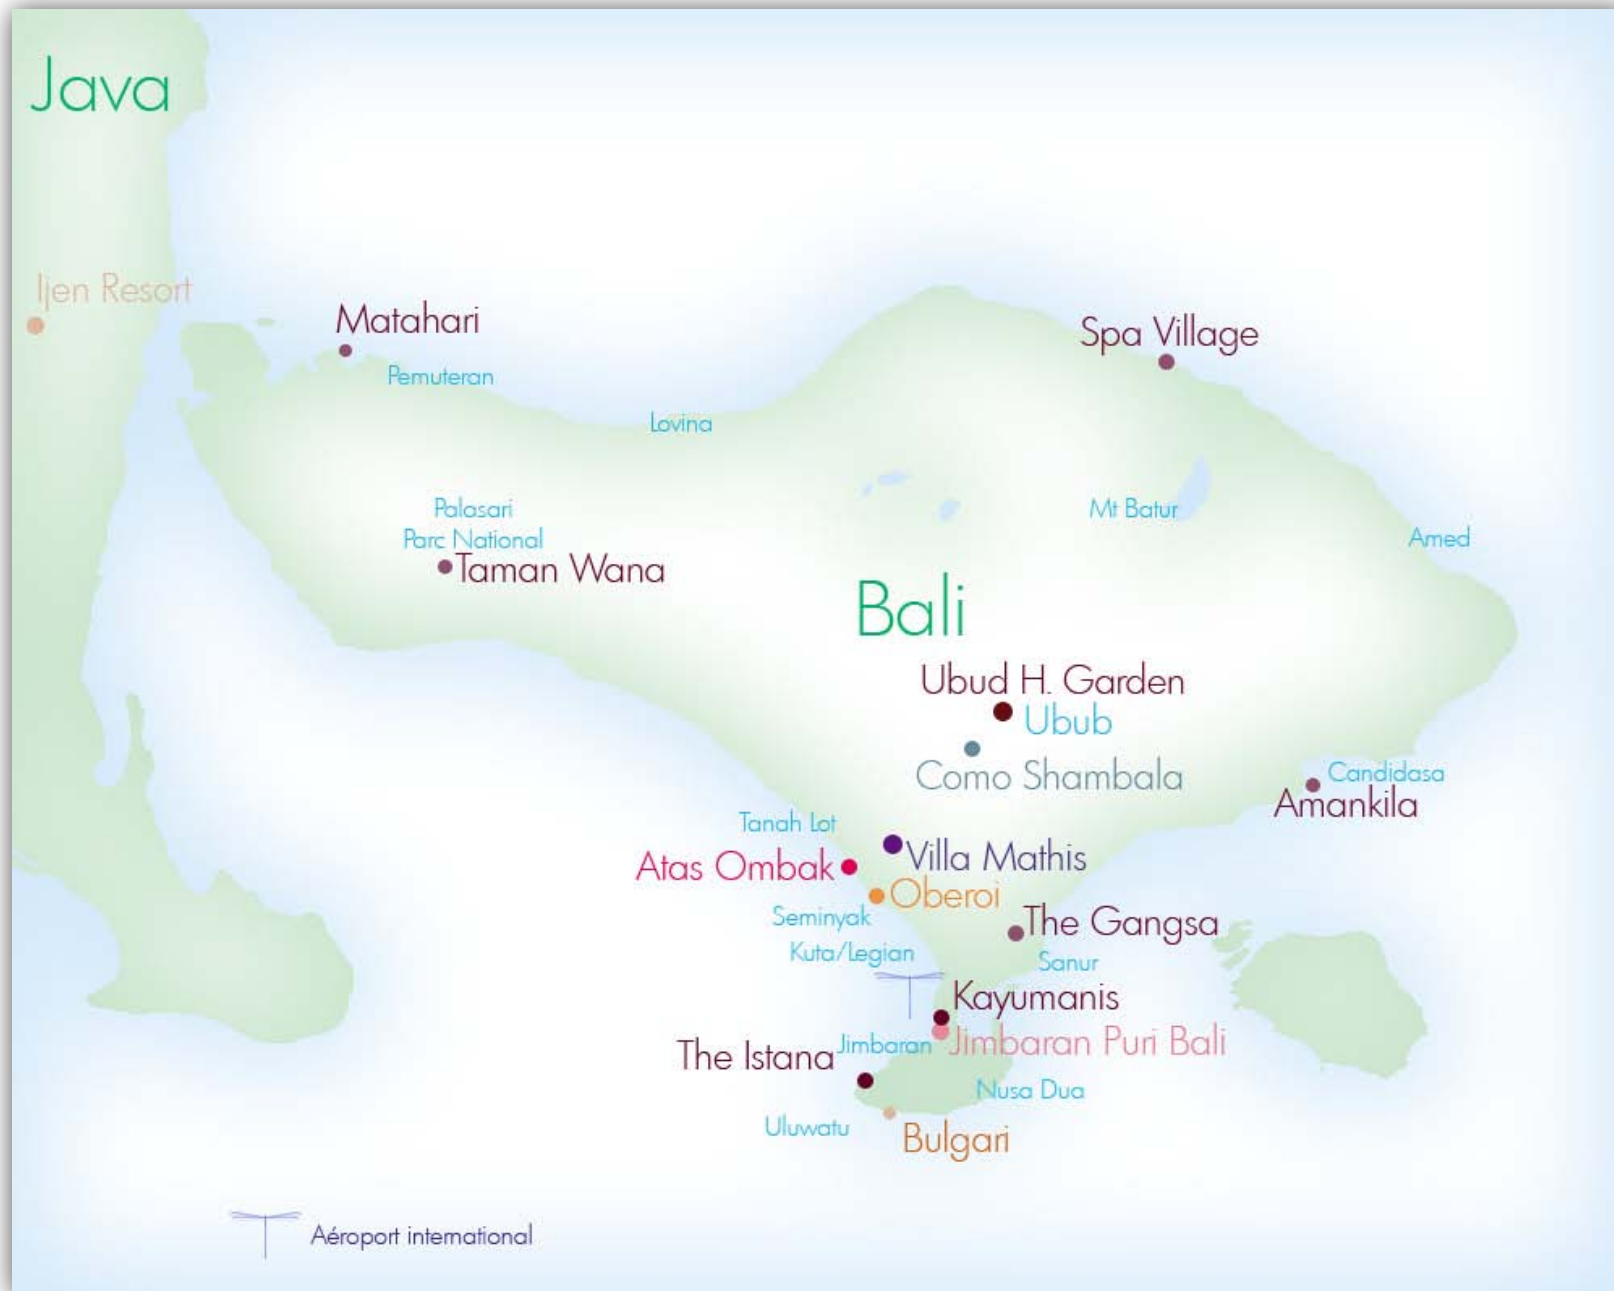 Java
Ijen Resort
Matahari
Spa Village
Pemuteran
Lovina
Palasari
Parc National
Taman Wana
Mt Batur
Amed
Bali
Ubud H. Garden
Ubub
Como Shambala
Candidasa
Amankila
Tanah Lot
Villa Mathis
Atas Ombak
Oberoi
Seminyak
The Gangsa
Kuta/Legian
Sanur
Kayumanis
Jimbaran
Jimbaran Puri Bali
The Istana
Nusa Dua
Uluwatu
Bulgari
Aéroport international